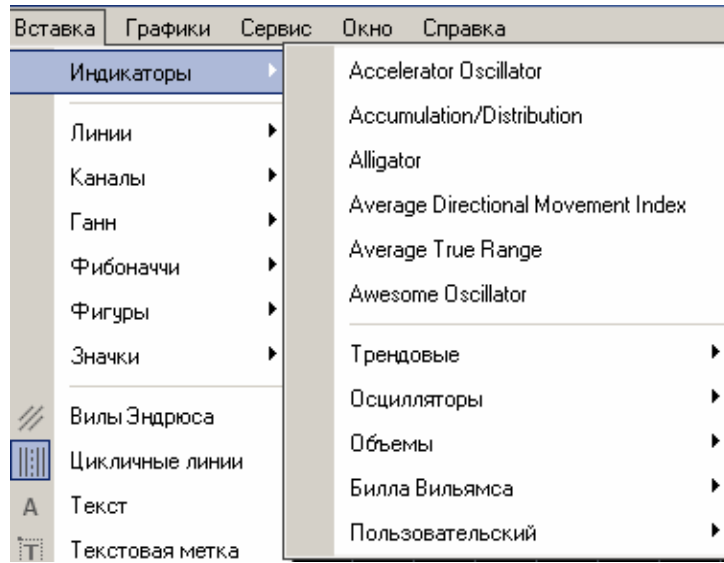 Вставка Графики Сервис Окно Справка
Индикаторы
Линии
Каналы
Ганн
Фибоначчи
Фигуры
Значки
Вилы Эндрюса
Цикличные линии
A Текст
T Текстовая метка
Accelerator Oscillator
Accumulation/Distribution
Alligator
Average Directional Movement Index
Average True Range
Awesome Oscillator
Трендовые
Осцилляторы
Объемы
Билла Вильямса
Пользовательский